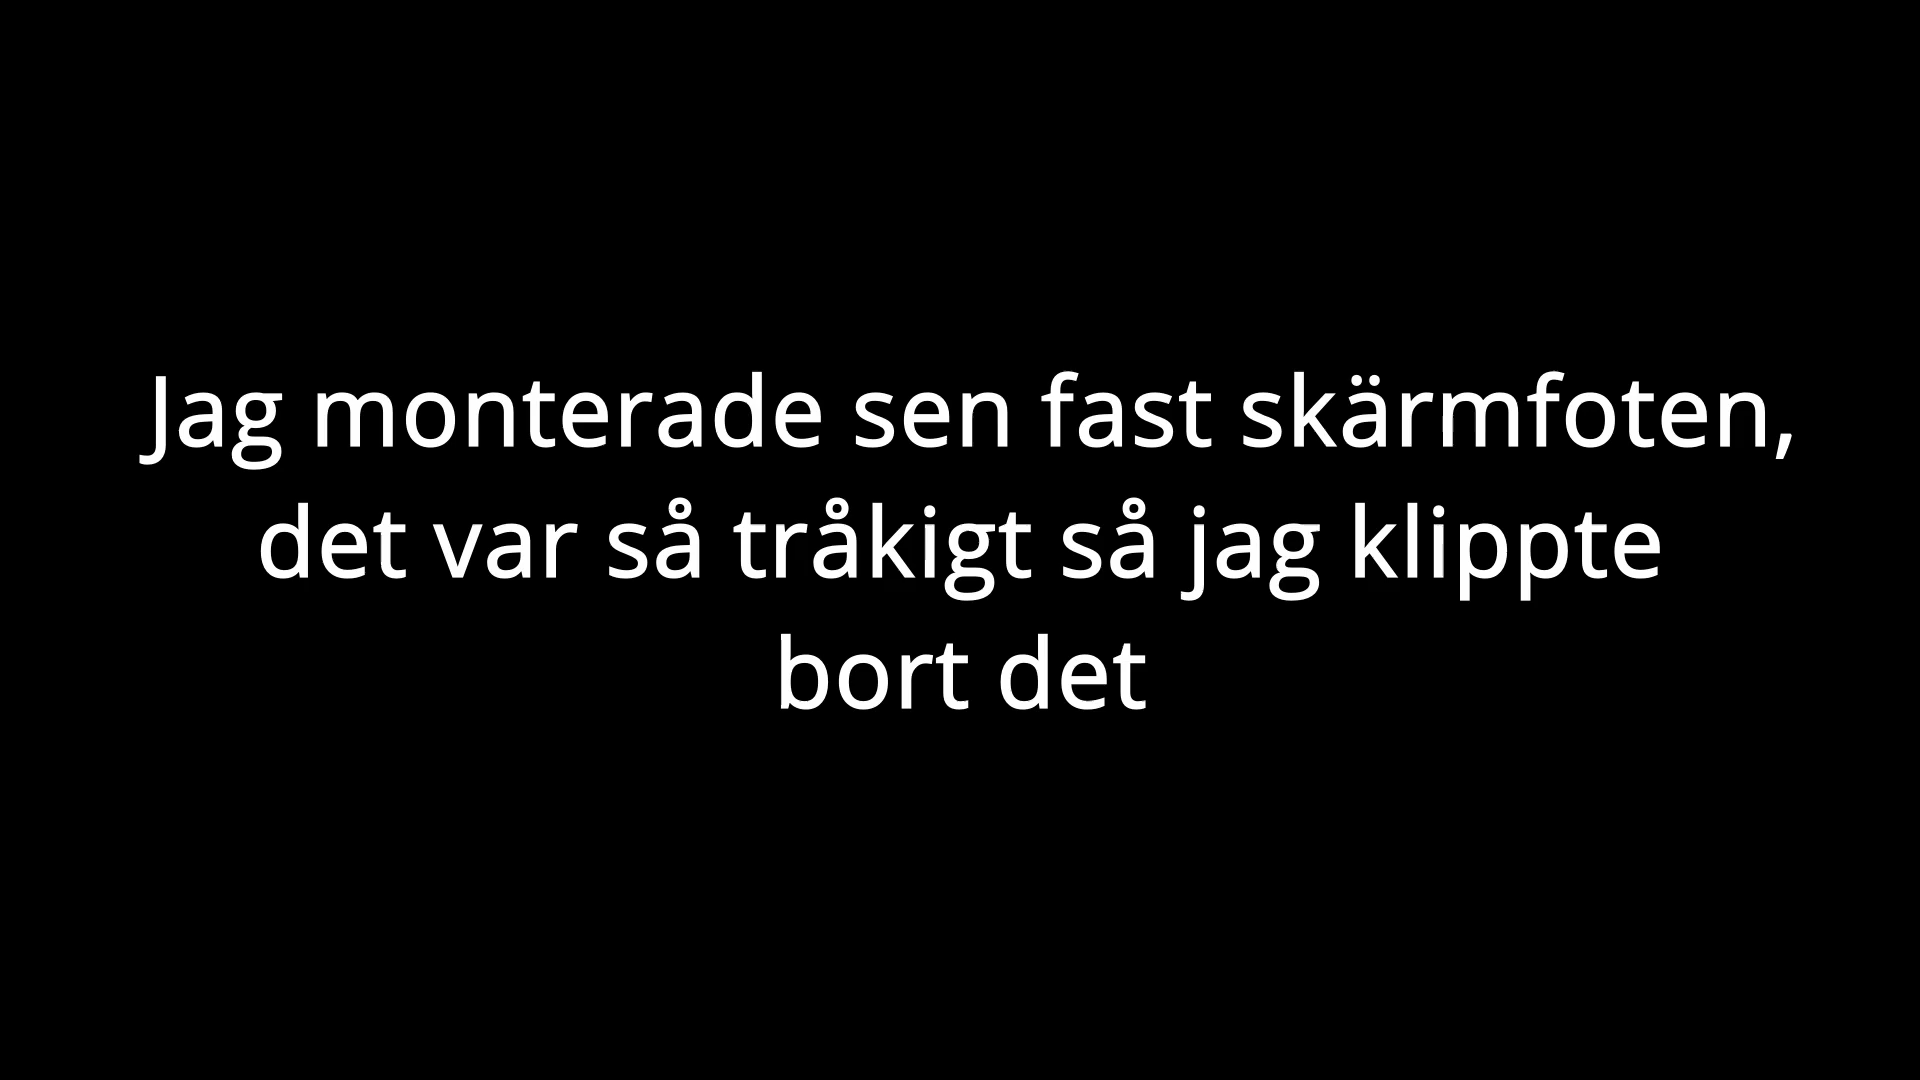 Jag monterade sen fast skärmfoten,
det var så tråkigt så jag klippte
bort det